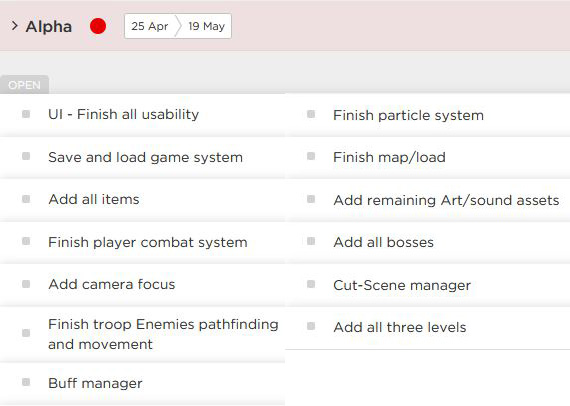 > Alpha 25 Apr 19 May
OPEN
UI - Finish all usability
Save and load game system
Add all items
Finish player combat system
Add camera focus
Finish troop Enemies pathfinding
and movement
Buff manager
Finish particle system
Finish map/load
Add remaining Art/sound assets
Add all bosses
Cut-Scene manager
Add all three levels